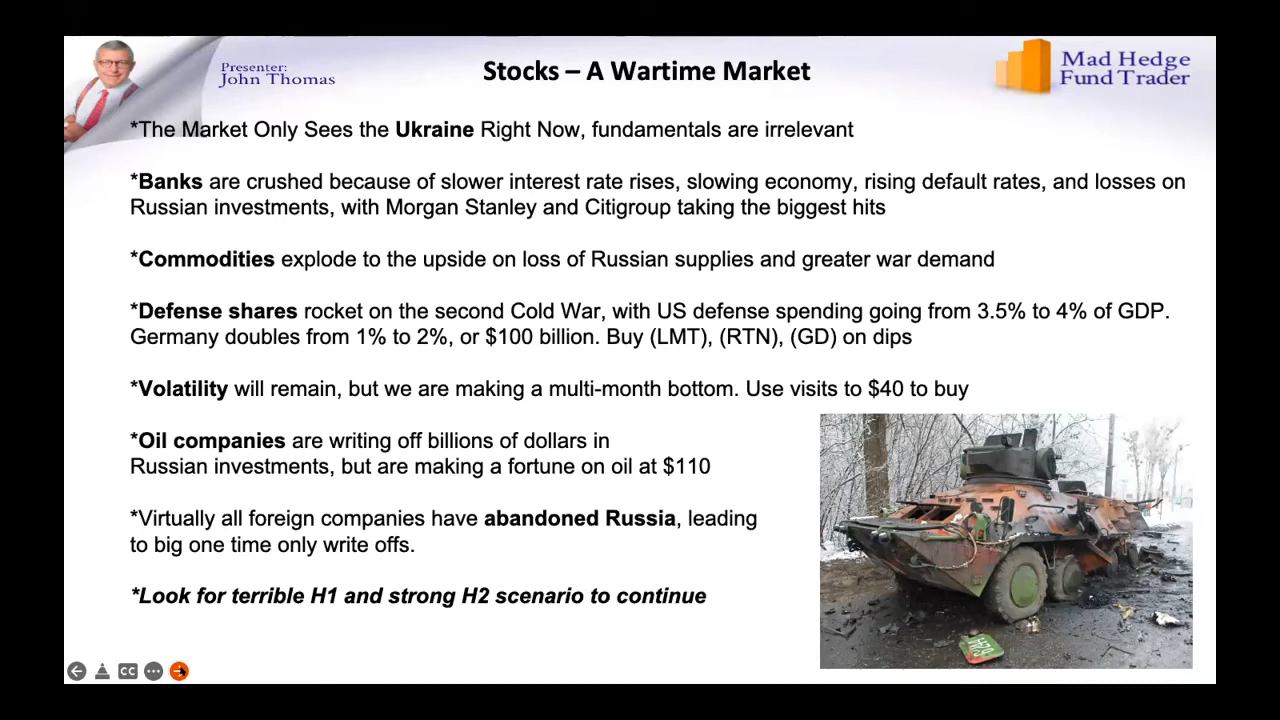 Presenter:
John Thomas
Stocks – A Wartime Market
Mad Hedge
Fund Trader
*The Market Only Sees the Ukraine Right Now, fundamentals are irrelevant
*Banks are crushed because of slower interest rate rises, slowing economy, rising default rates, and losses on
Russian investments, with Morgan Stanley and Citigroup taking the biggest hits
*Commodities explode to the upside on loss of Russian supplies and greater war demand
*Defense shares rocket on the second Cold War, with US defense spending going from 3.5% to 4% of GDP.
Germany doubles from 1% to 2%, or $100 billion. Buy (LMT), (RTN), (GD) on dips
*Volatility will remain, but we are making a multi-month bottom. Use visits to $40 to buy
*Oil companies are writing off billions of dollars in
Russian investments, but are making a fortune on oil at $110
*Virtually all foreign companies have abandoned Russia, leading
to big one time only write offs.
*Look for terrible H1 and strong H2 scenario to continue
CC